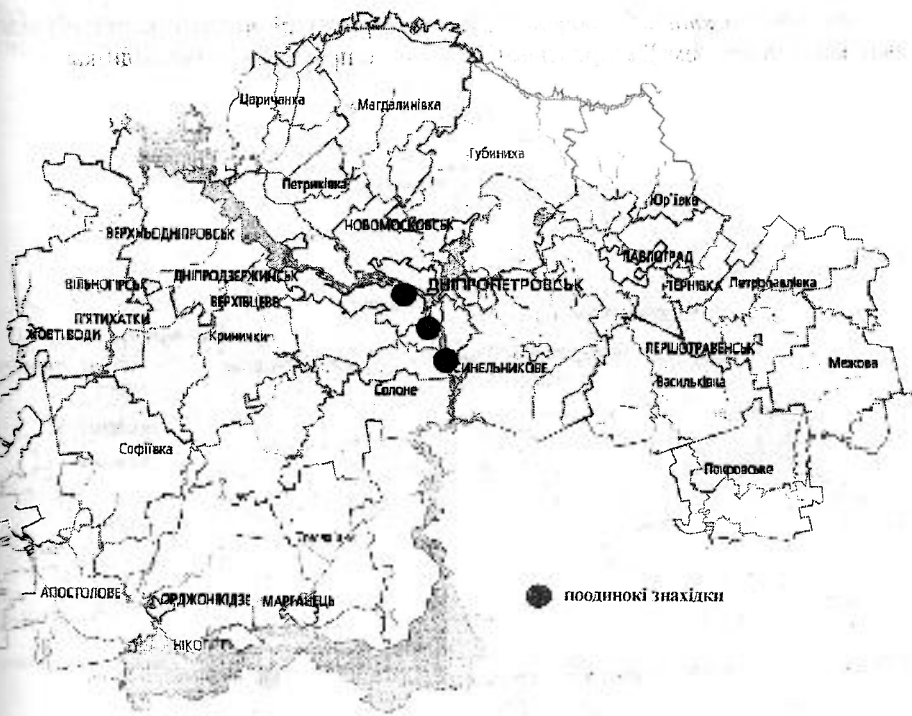 Царичанка
Магдалинівка
Губиниха
Петриківка
Юр'ївка
НОВОМОСКОВСЬК
ВЕРХНЬОДНІПРОВСЬК
ПАВЛОГРАД
ДНІПРОДЗЕРЖИНСЬК
ДНІПРОПЕТРОВСЬК
ТЕРНІВКА
Петропавлівка
ВІЛЬНОГІРСЬК
ВЕРХІВЦЕВЕ
П'ЯТИХАТКИ
ЖОВТІ ВОДИ
Кринички
ПЕРШОТРАВЕНСЬК
Межова
СИНЕЛЬНИКОВЕ
Васильківка
Солоне
Софіївка
Покровське
АПОСТОЛОВЕ
ОРДЖОНІКІДЗЕ
МАРГАНЕЦЬ
поодинокі знахідки
НІКО